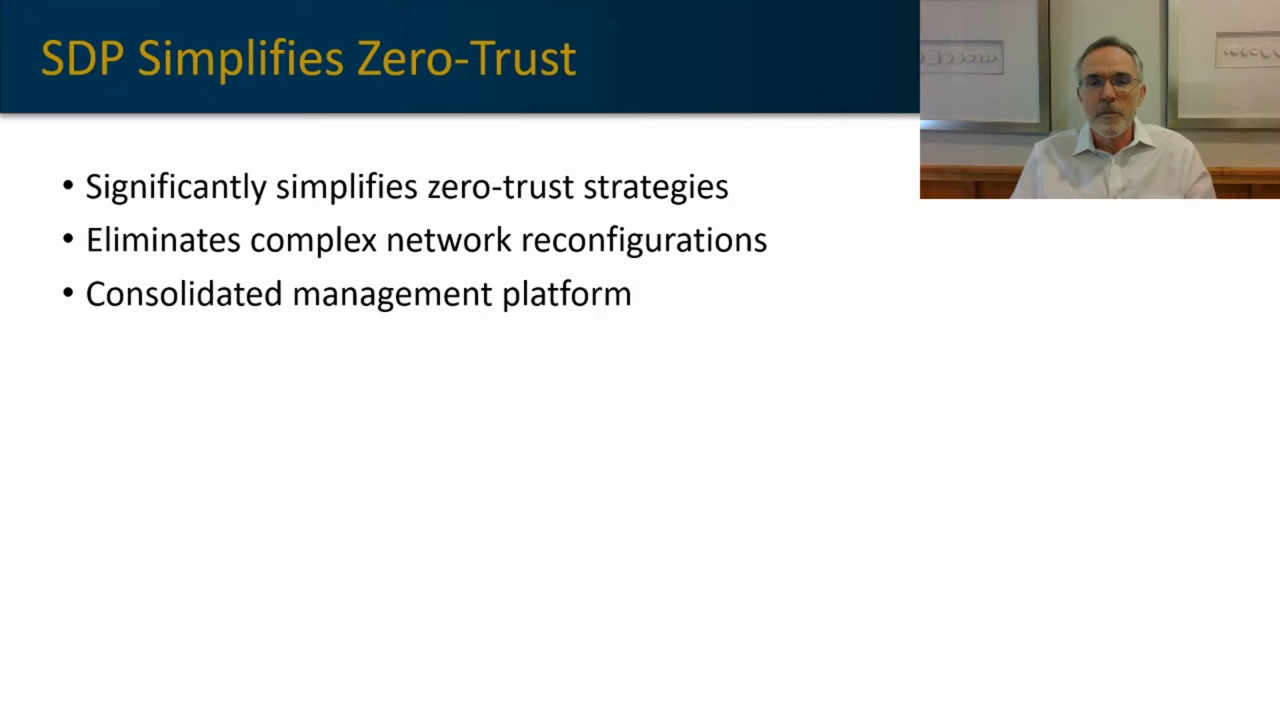 SDP Simplifies Zero-Trust
• Significantly simplifies zero-trust strategies
• Eliminates complex network reconfigurations
• Consolidated management platform